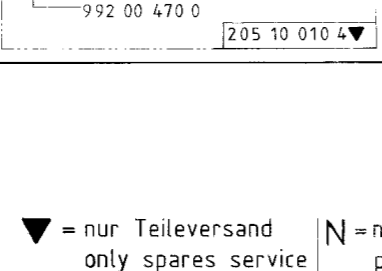 992 00 470 0
205 10 010 4▼
▼ = nur Teileversand
only spares service
N =